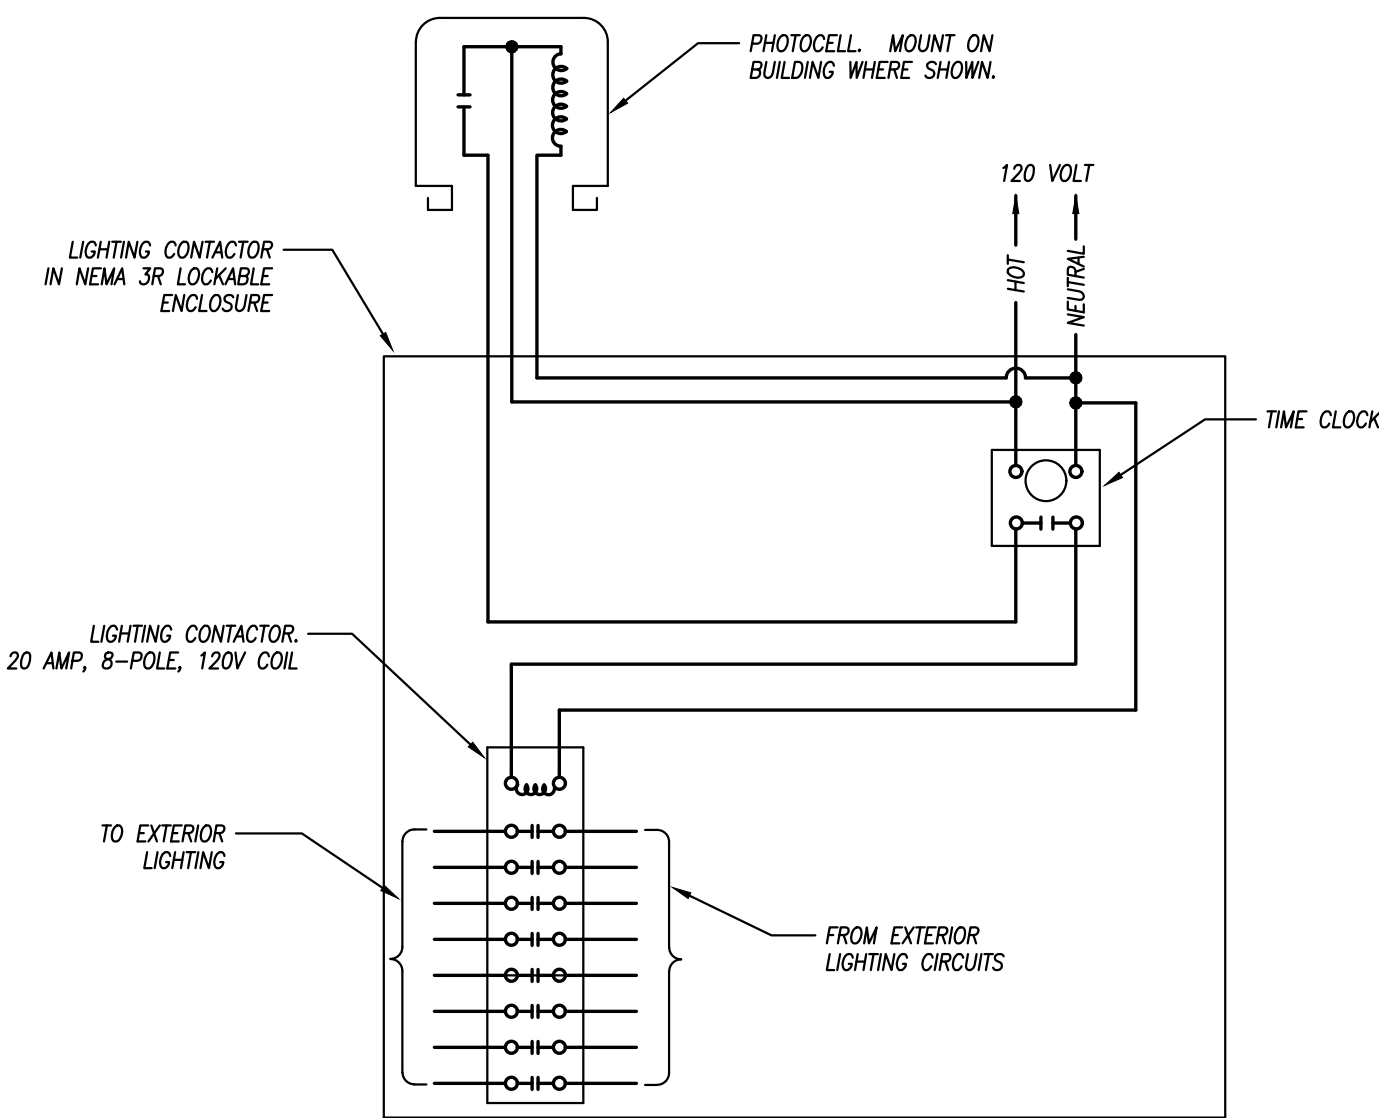 PHOTOCELL. MOUNT ON
BUILDING WHERE SHOWN.
120 VOLT
HOT
NEUTRAL
LIGHTING CONTACTOR
IN NEMA 3R LOCKABLE
ENCLOSURE
TIME CLOCK
LIGHTING CONTACTOR.
20 AMP, 8-POLE, 120V COIL
TO EXTERIOR
LIGHTING
FROM EXTERIOR
LIGHTING CIRCUITS